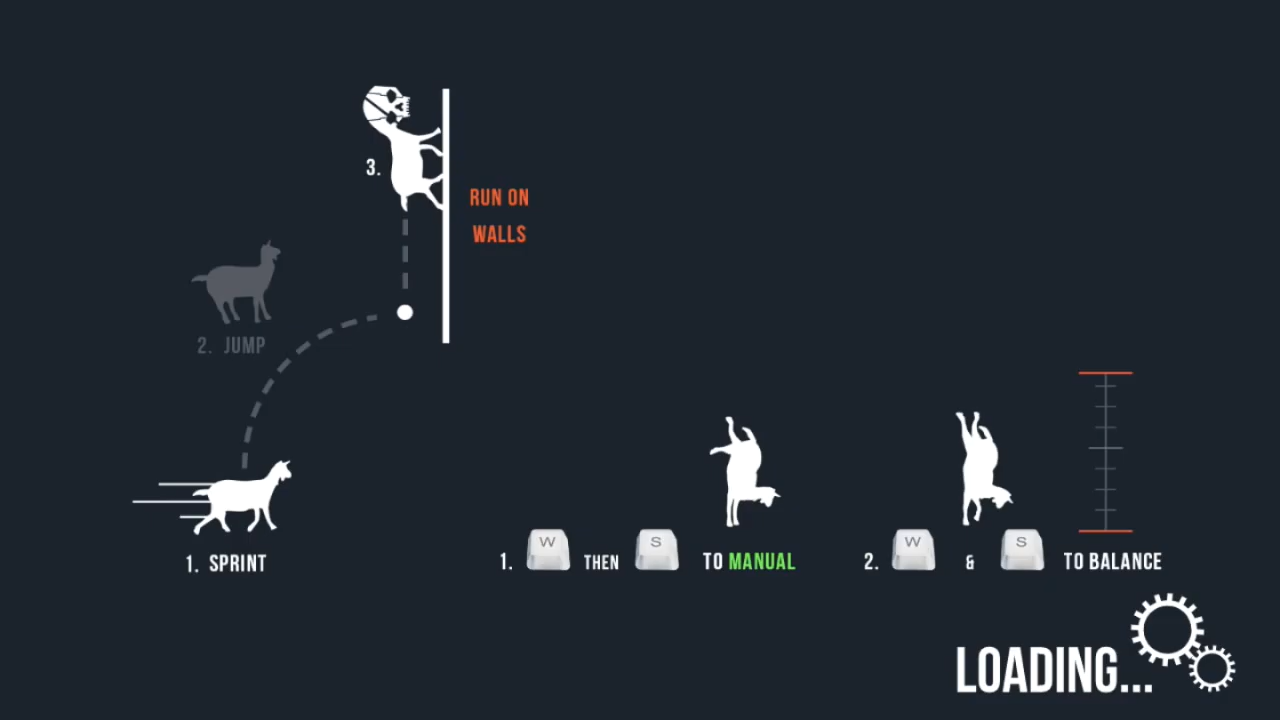 3.
RUN ON
WALLS
2. JUMP
1. SPRINT
1. W THEN S TO MANUAL
2. W & S TO BALANCE
LOADING...